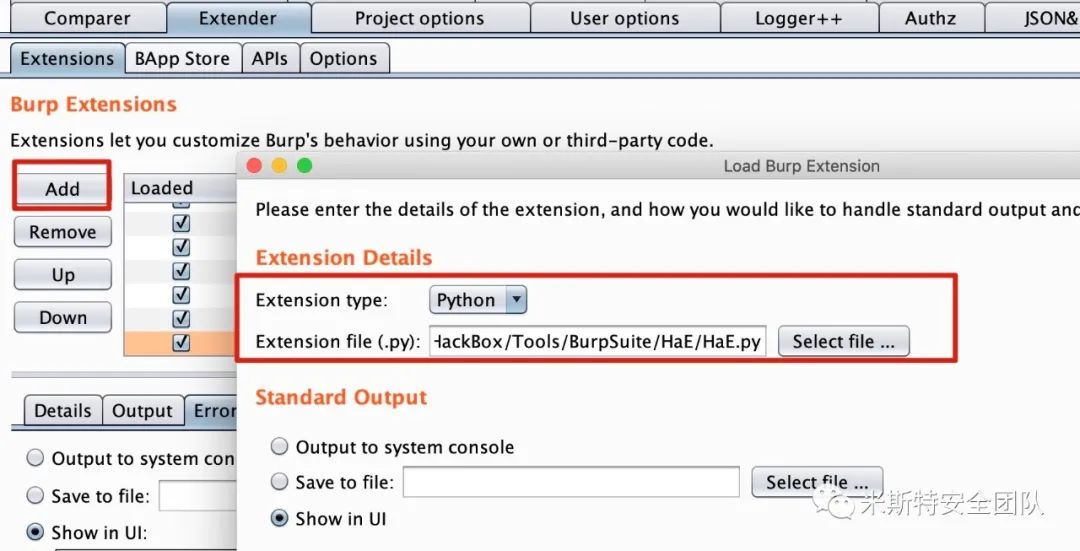 Comparer Extender Project options User options Logger++ Authz JSON&
Extensions BApp Store APIs Options
Burp Extensions
Extensions let you customize Burp's behavior using your own or third-party code.
Add
Remove
Up
Down
Loaded
Load Burp Extension
Please enter the details of the extension, and how you would like to handle standard output and
Extension Details
Extension type: Python
Extension file (.py): HackBox/Tools/BurpSuite/HaE/HaE.py Select file ...
Standard Output
Output to system console
Save to file: Select file ...
Show in UI
Details Output Error
Output to system con
Save to file:
Show in UI:
米斯特安全团队